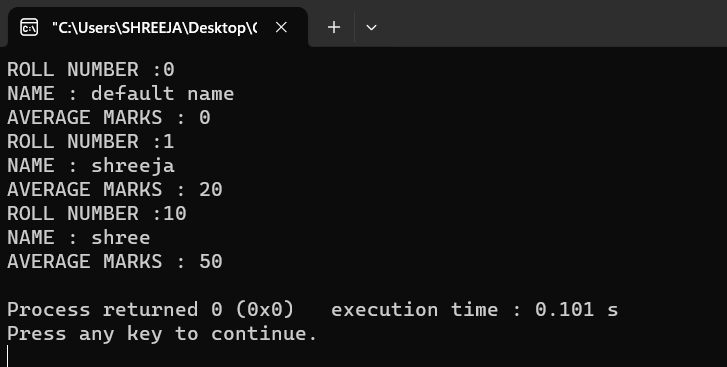 "C:\Users\SHREEJA\Desktop\C
ROLL NUMBER :0
NAME : default name
AVERAGE MARKS : 0
ROLL NUMBER :1
NAME : shreeja
AVERAGE MARKS : 20
ROLL NUMBER :10
NAME : shree
AVERAGE MARKS : 50
Process returned 0 (0x0)   execution time : 0.101 s
Press any key to continue.